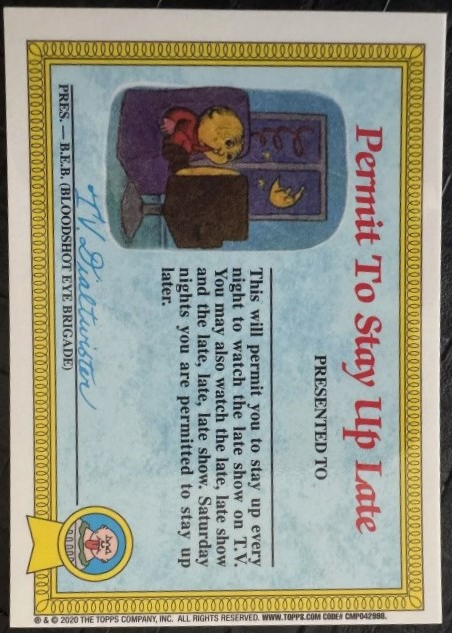 Permit To Stay Up Late
PRESENTED TO
This will permit you to stay up every
night to watch the late show on T.V.
You may also watch the late, late show
and the late, late, late show. Saturday
nights you are permitted to stay up
later.
T.V. Dialtwister
PRES. — B.E.B. (BLOODSHOT EYE BRIGADE)
® & © 2020 THE TOPPS COMPANY, INC. ALL RIGHTS RESERVED. WWW.TOPPS.COM CODE# CMP042998.